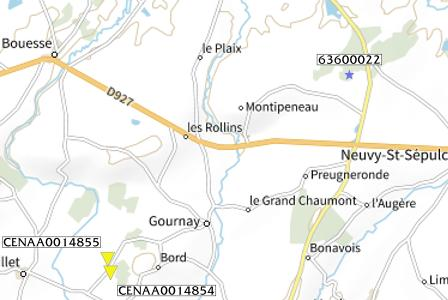 Bouesse
le Plaix
63600022
D927
Montipeneau
les Rollins
Neuvy-St-Sépulc
Preugneronde
le Grand Chaumont
l'Augère
Gournay
CENAA0014855
Bonavois
Bord
llet
CENAA0014854
Lim